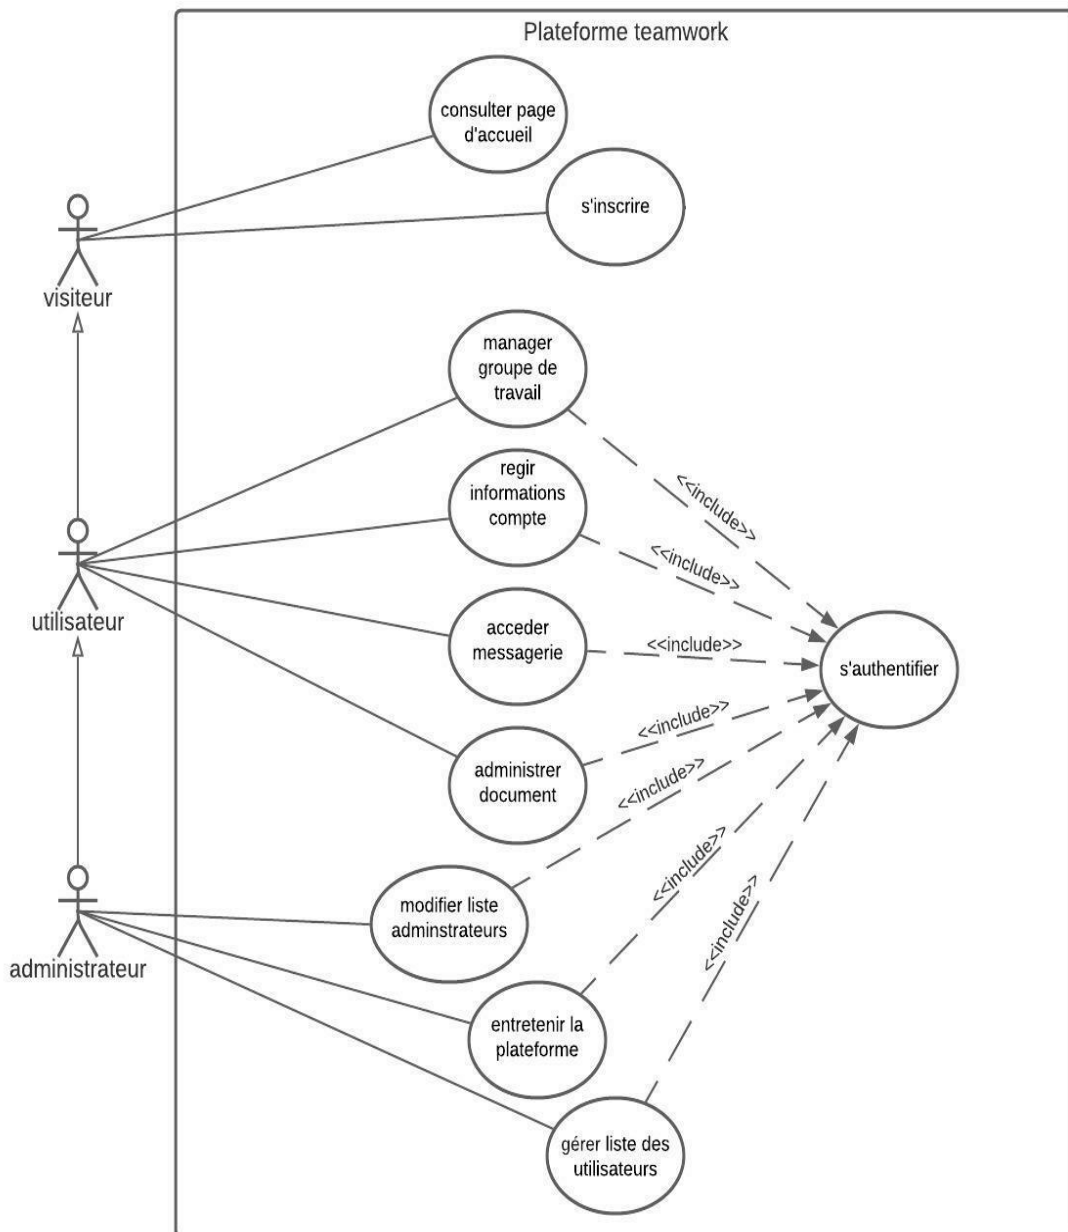 Plateforme teamwork
consulter page
d'accueil
s'inscrire
visiteur
manager
groupe de
travail
<<include>>
regir
informations
compte
<<include>>
utilisateur
acceder
messagerie
<<include>>
s'authentifier
<<include>>
administrer
document
<<include>>
modifier liste
adminstrateurs
<<include>>
<<include>>
administrateur
entretenir la
plateforme
gérer liste des
utilisateurs